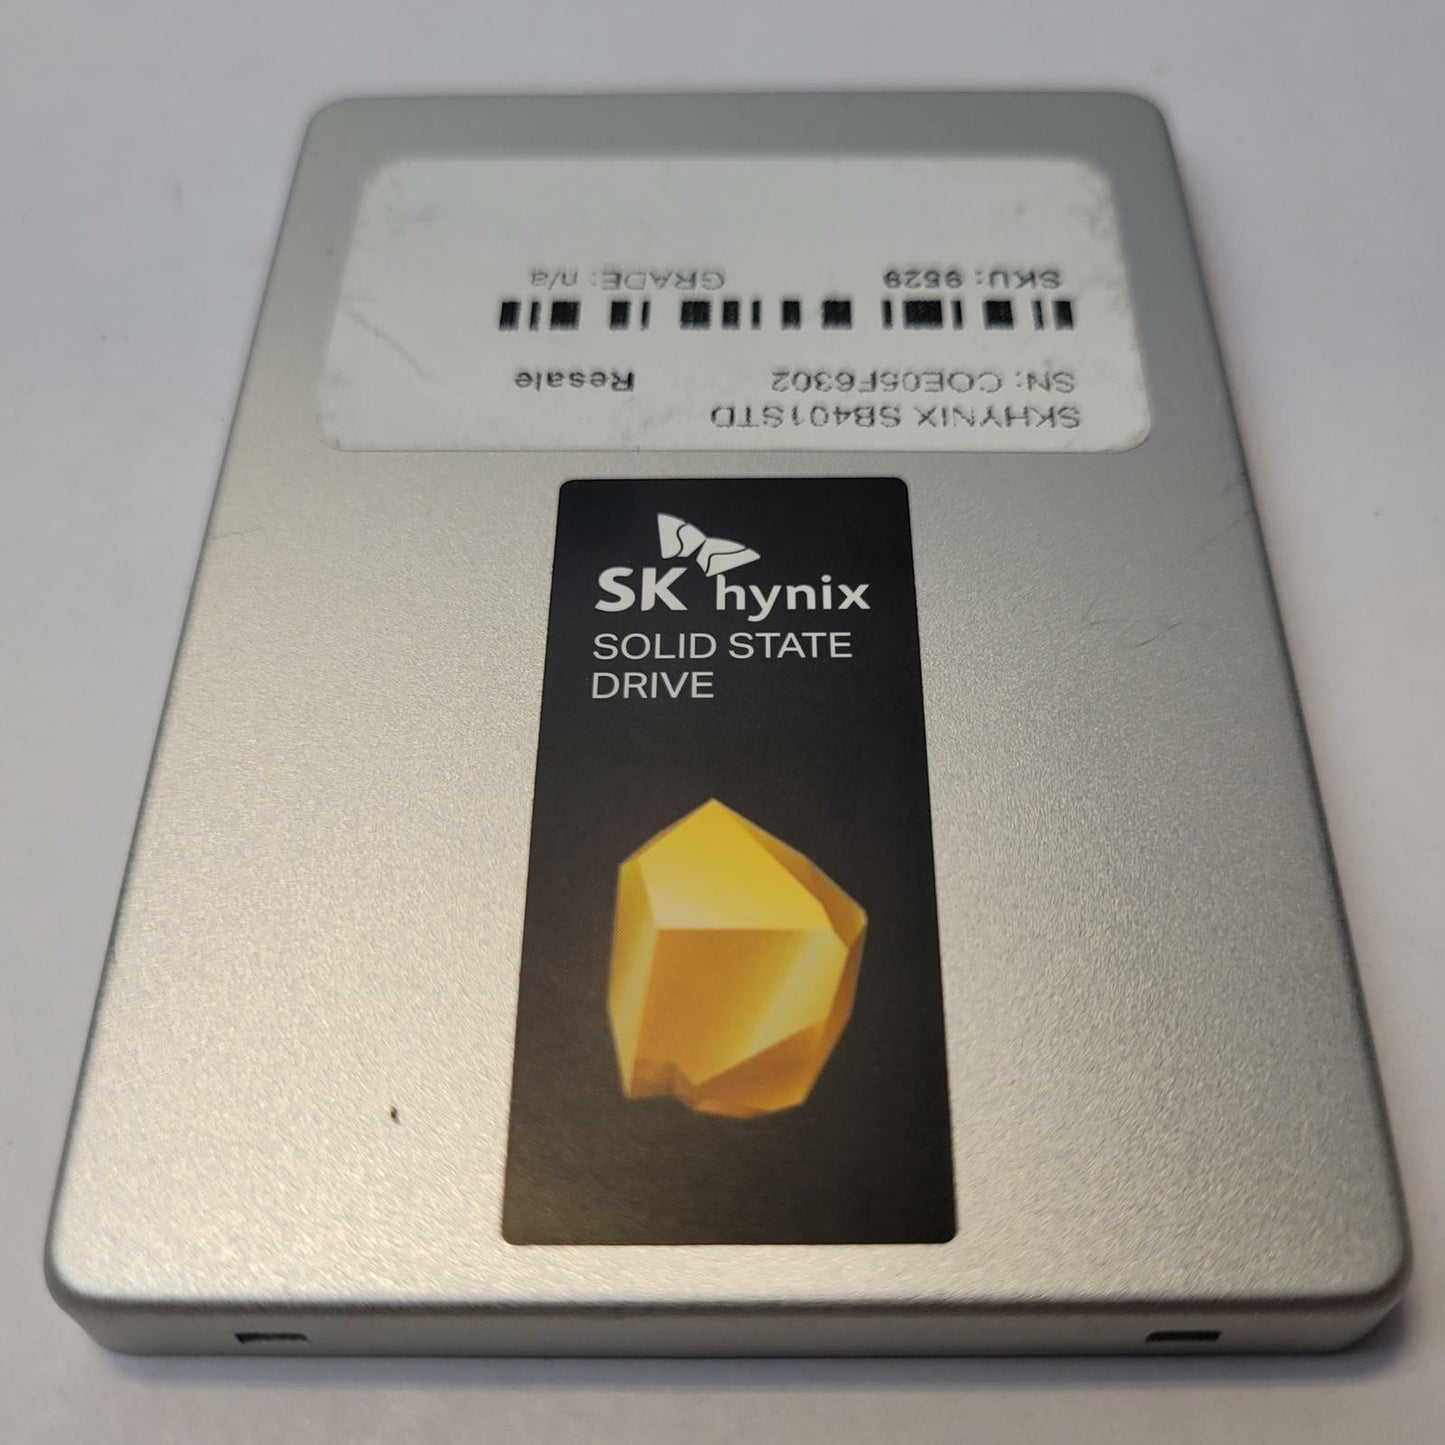 SKHYNIX SB401STD
SN: COE05F6302 Resale
SKU: 9529 GRADE: n/a
SK hynix
SOLID STATE
DRIVE